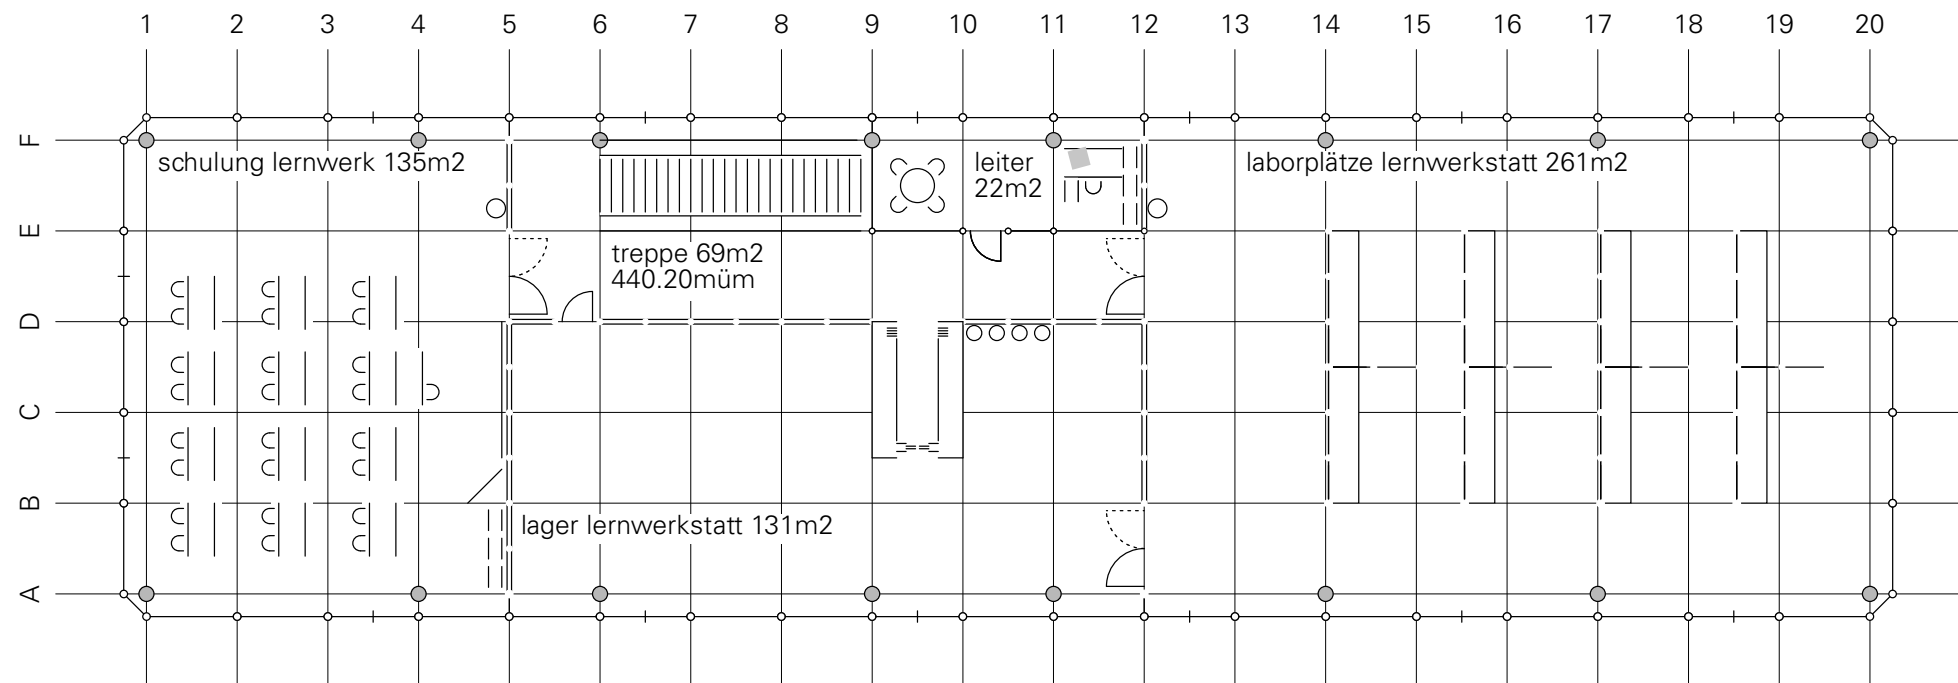 1 2 3 4 5 6 7 8 9 10 11 12 13 14 15 16 17 18 19 20
F
schulung lernwerk 135m2
leiter
22m2
laborplätze lernwerkstatt 261m2
E
treppe 69m2
440.20müm
D
C
B
lager lernwerkstatt 131m2
A